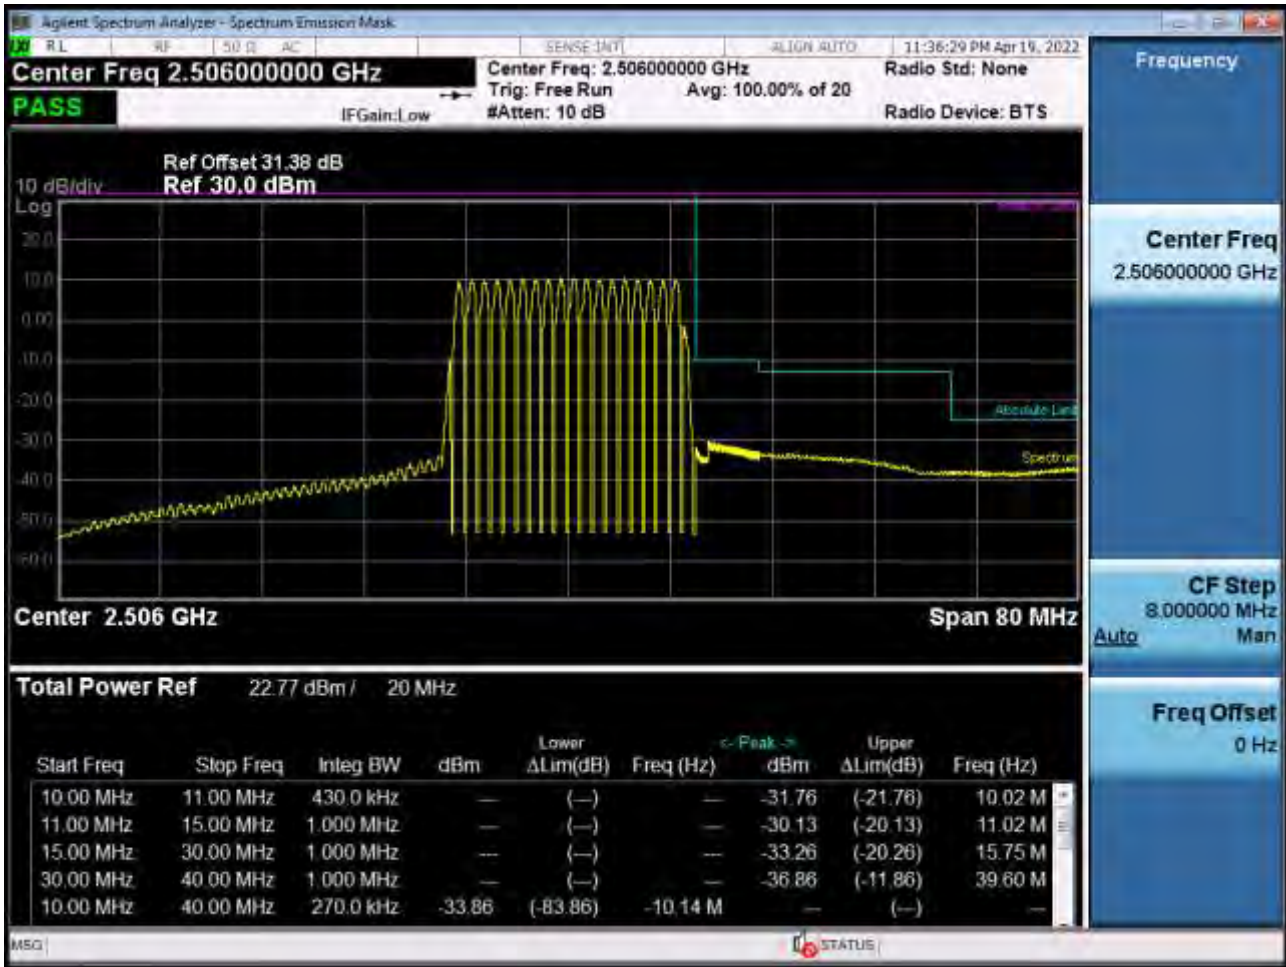 Agilent Spectrum Analyzer - Spectrum Emission Mask
RL RF 50 Ω AC SENSE:INT ALIGN AUTO 11:36:29 PM Apr 19, 2022
Center Freq 2.506000000 GHz
Center Freq: 2.506000000 GHz
Radio Std: None
Trig: Free Run
Avg: 100.00% of 20
PASS
IFGain:Low
#Atten: 10 dB
Radio Device: BTS
Ref Offset 31.38 dB
10 dB/div Ref 30.0 dBm
Log
20.0
10.0
0.00
-10.0
-20.0
Absolute Limit
-30.0
Spectrum
-40.0
-50.0
-60.0
Center 2.506 GHz
Span 80 MHz
Total Power Ref 22.77 dBm / 20 MHz
Lower <- Peak -> Upper
Start Freq Stop Freq Integ BW dBm ΔLim(dB) Freq (Hz) dBm ΔLim(dB) Freq (Hz)
10.00 MHz 11.00 MHz 430.0 kHz --- (---) --- -31.76 (-21.76) 10.02 M
11.00 MHz 15.00 MHz 1.000 MHz --- (---) --- -30.13 (-20.13) 11.02 M
15.00 MHz 30.00 MHz 1.000 MHz --- (---) --- -33.26 (-20.26) 15.75 M
30.00 MHz 40.00 MHz 1.000 MHz --- (---) --- -36.86 (-11.86) 39.60 M
10.00 MHz 40.00 MHz 270.0 kHz -33.86 (-83.86) -10.14 M --- (---) ---
MSG
STATUS
Frequency
Center Freq
2.506000000 GHz
CF Step
8.000000 MHz
Auto Man
Freq Offset
0 Hz